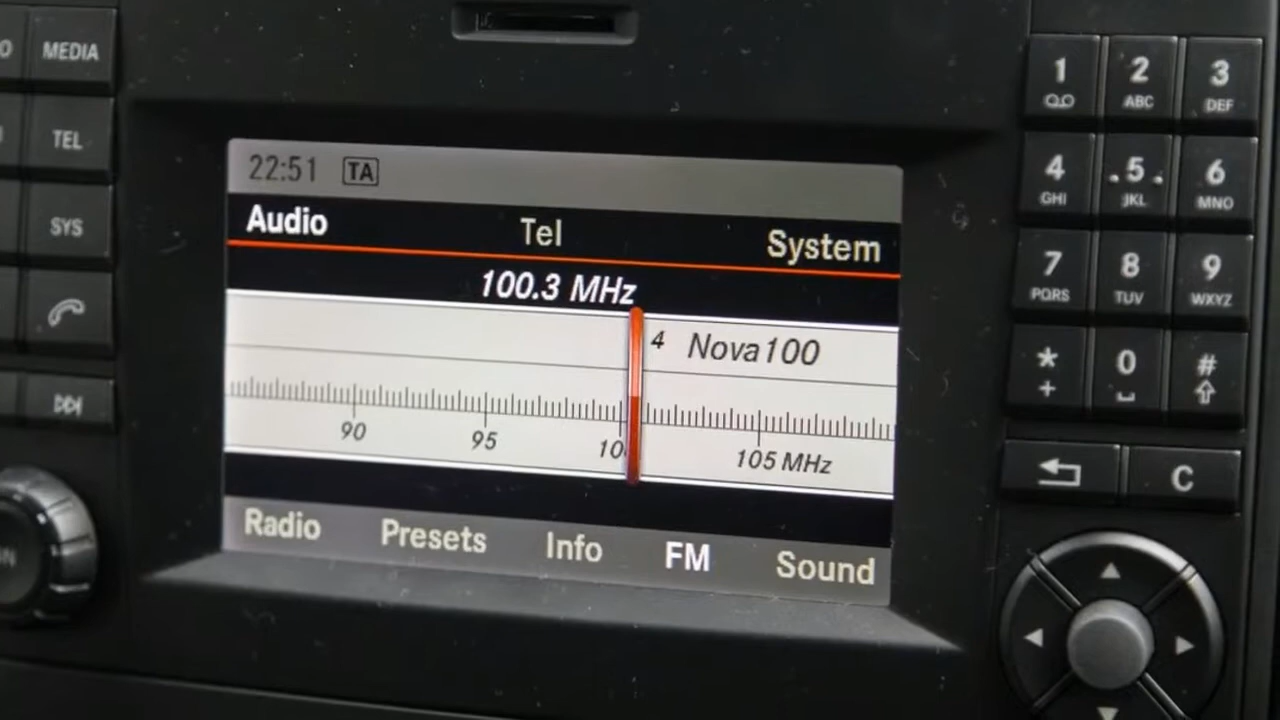 MEDIA
TEL
SYS
22:51 TA
Audio Tel System
100.3 MHz
4 Nova100
90 95 10 105 MHz
Radio Presets Info FM Sound
1 2 ABC 3 DEF
4 GHI .5. JKL 6 MNO
7 PQRS 8 TUV 9 WXYZ
* + 0 #
C